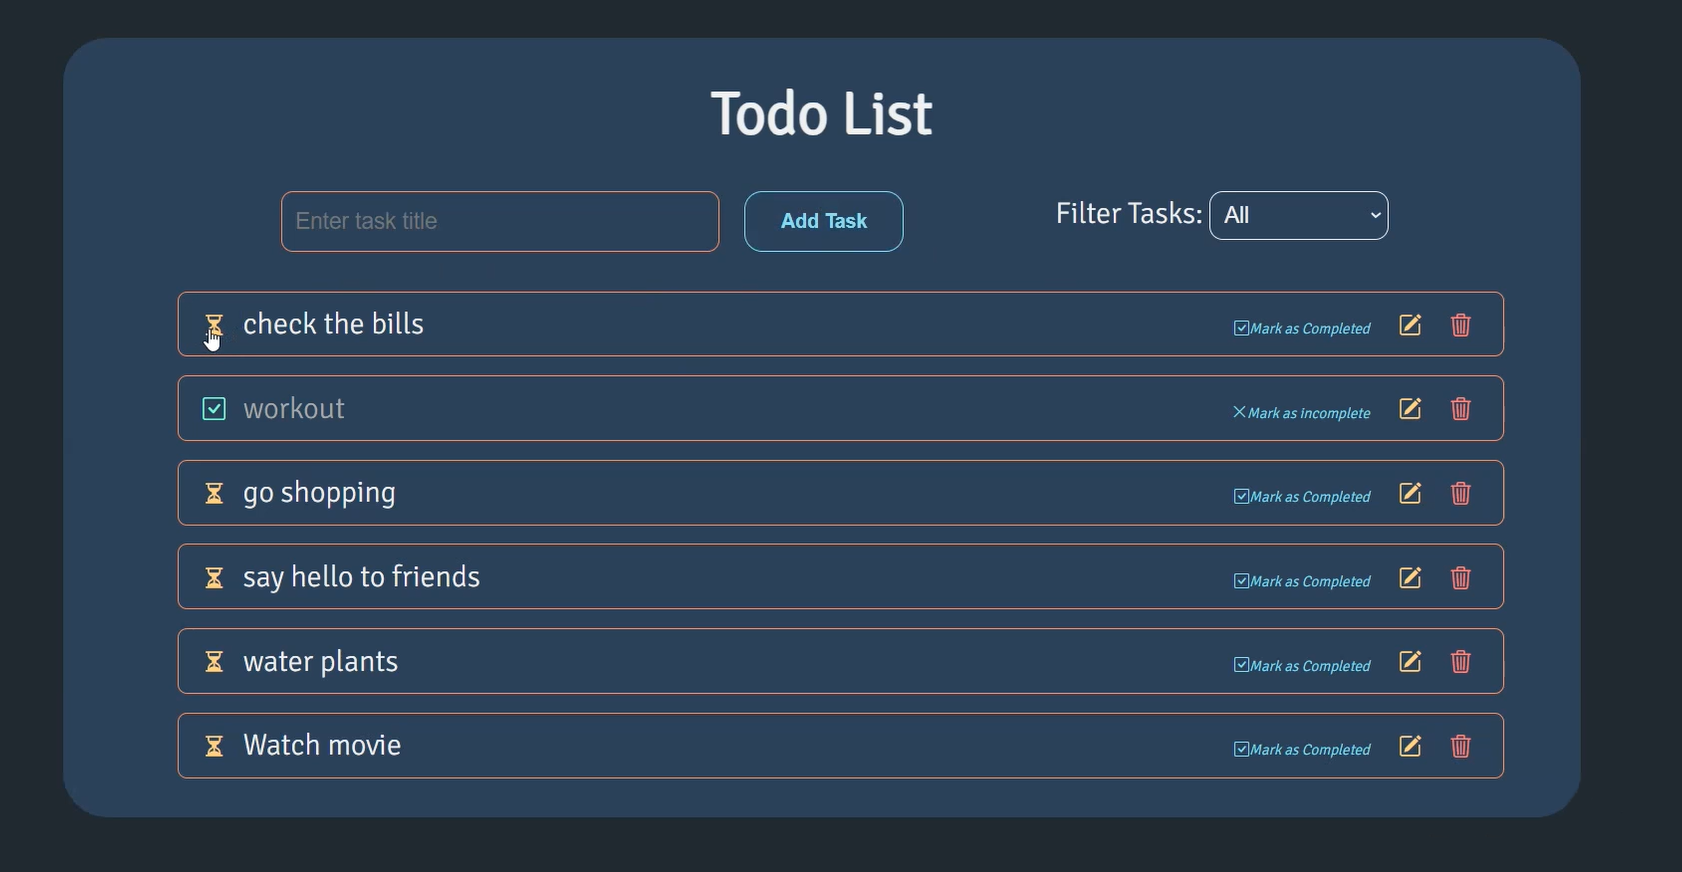 Todo List
Enter task title
Add Task
Filter Tasks: All
check the bills
Mark as Completed
workout
Mark as incomplete
go shopping
Mark as Completed
say hello to friends
Mark as Completed
water plants
Mark as Completed
Watch movie
Mark as Completed